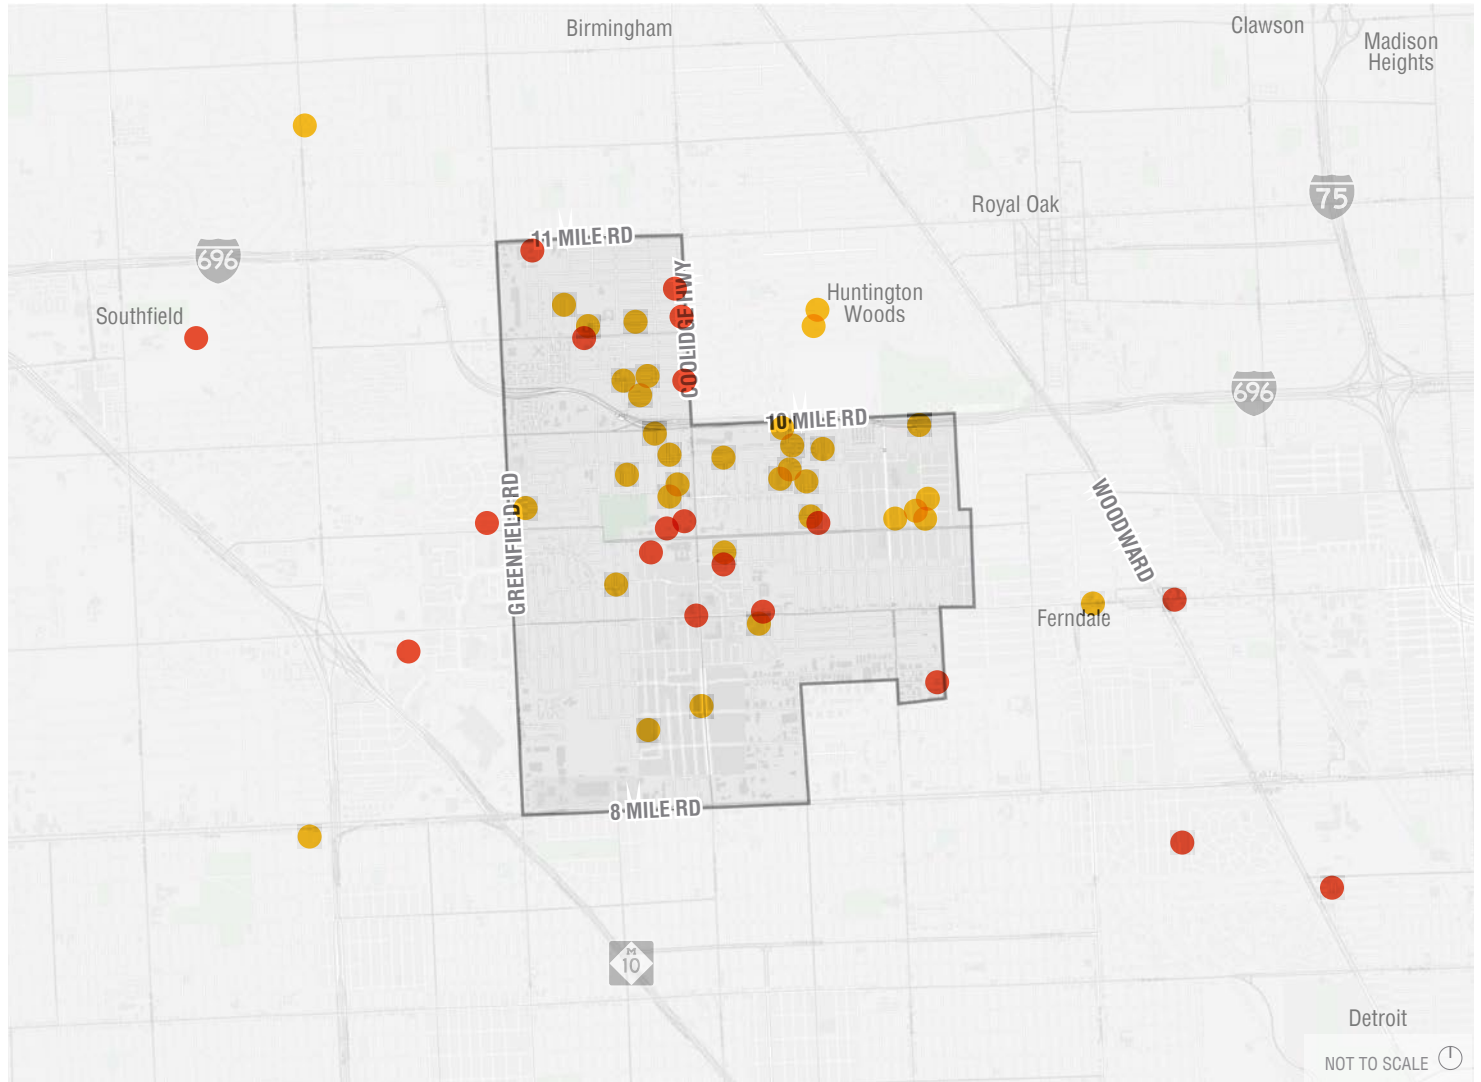 Birmingham
Clawson
Madison
Heights
75
Royal Oak
11 MILE RD
696
COOLIDGE HWY
Huntington
Woods
Southfield
696
10 MILE RD
GREENFIELD RD
WOODWARD
Ferndale
8 MILE RD
M
10
Detroit
NOT TO SCALE